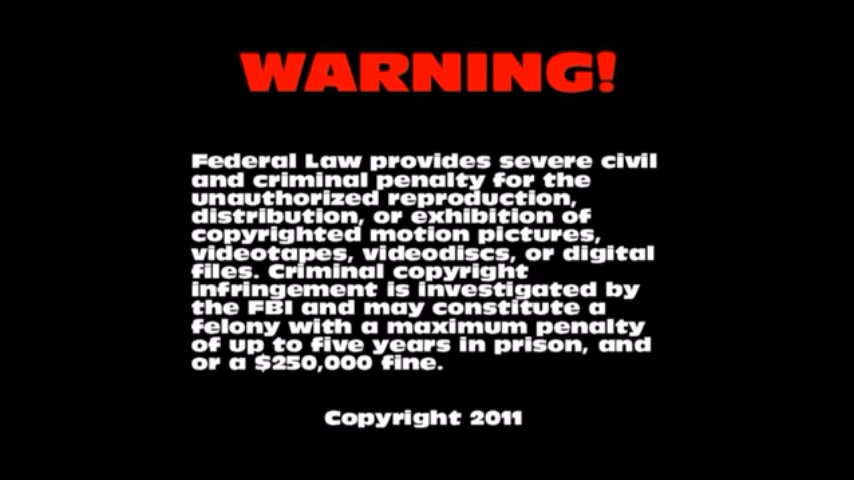 WARNING!
Federal Law provides severe civil
and criminal penalty for the
unauthorized reproduction,
distribution, or exhibition of
copyrighted motion pictures,
videotapes, videodiscs, or digital
files. Criminal copyright
infringement is investigated by
the FBI and may constitute a
felony with a maximum penalty
of up to five years in prison, and
or a $250,000 fine.
Copyright 2011